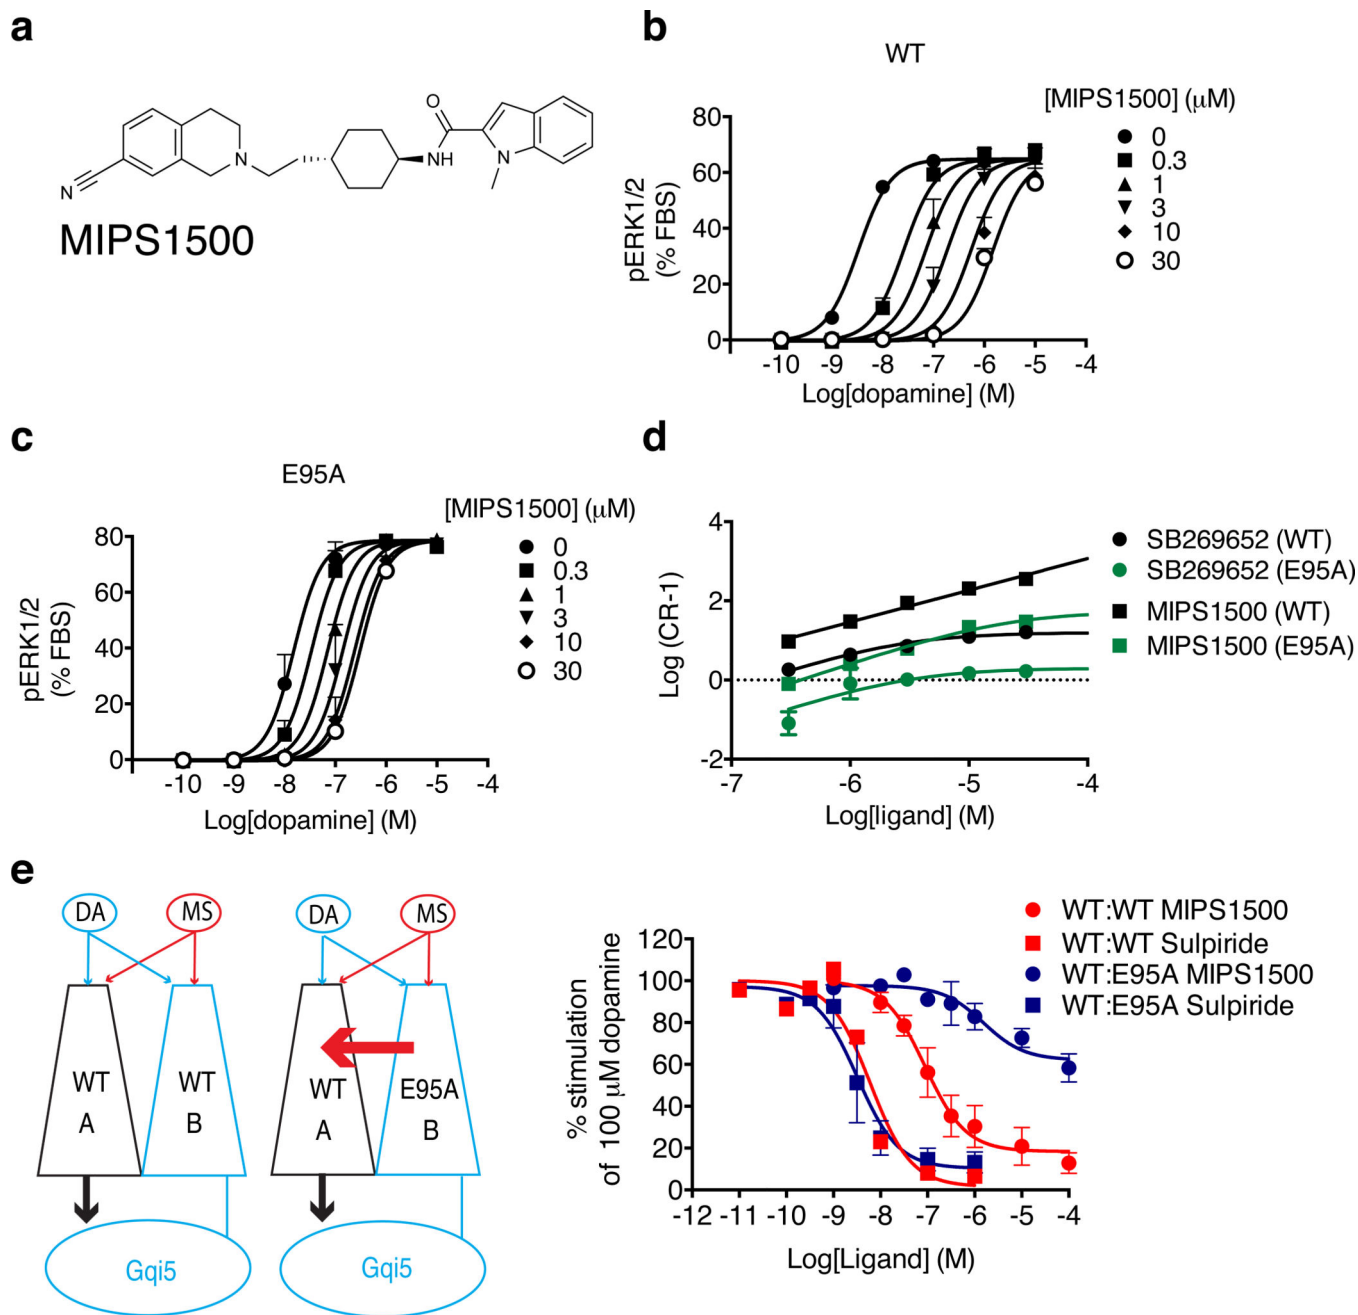 a
N
N
O
NH
N
MIPS1500
b
WT
pERK1/2
(% FBS)
80
60
40
20
0
-10 -9 -8 -7 -6 -5 -4
Log[dopamine] (M)
[MIPS1500] (μM)
0
0.3
1
3
10
30
c
E95A
pERK1/2
(% FBS)
80
60
40
20
0
-10 -9 -8 -7 -6 -5 -4
Log[dopamine] (M)
[MIPS1500] (μM)
0
0.3
1
3
10
30
d
Log (CR-1)
4
2
0
-2
-7 -6 -5 -4
Log[ligand] (M)
SB269652 (WT)
SB269652 (E95A)
MIPS1500 (WT)
MIPS1500 (E95A)
e
DA MS DA MS
WT WT WT E95A
A B A B
Gqi5 Gqi5
% stimulation
of 100 μM dopamine
120
100
80
60
40
20
0
-12 -11 -10 -9 -8 -7 -6 -5 -4
Log[Ligand] (M)
WT:WT MIPS1500
WT:WT Sulpiride
WT:E95A MIPS1500
WT:E95A Sulpiride